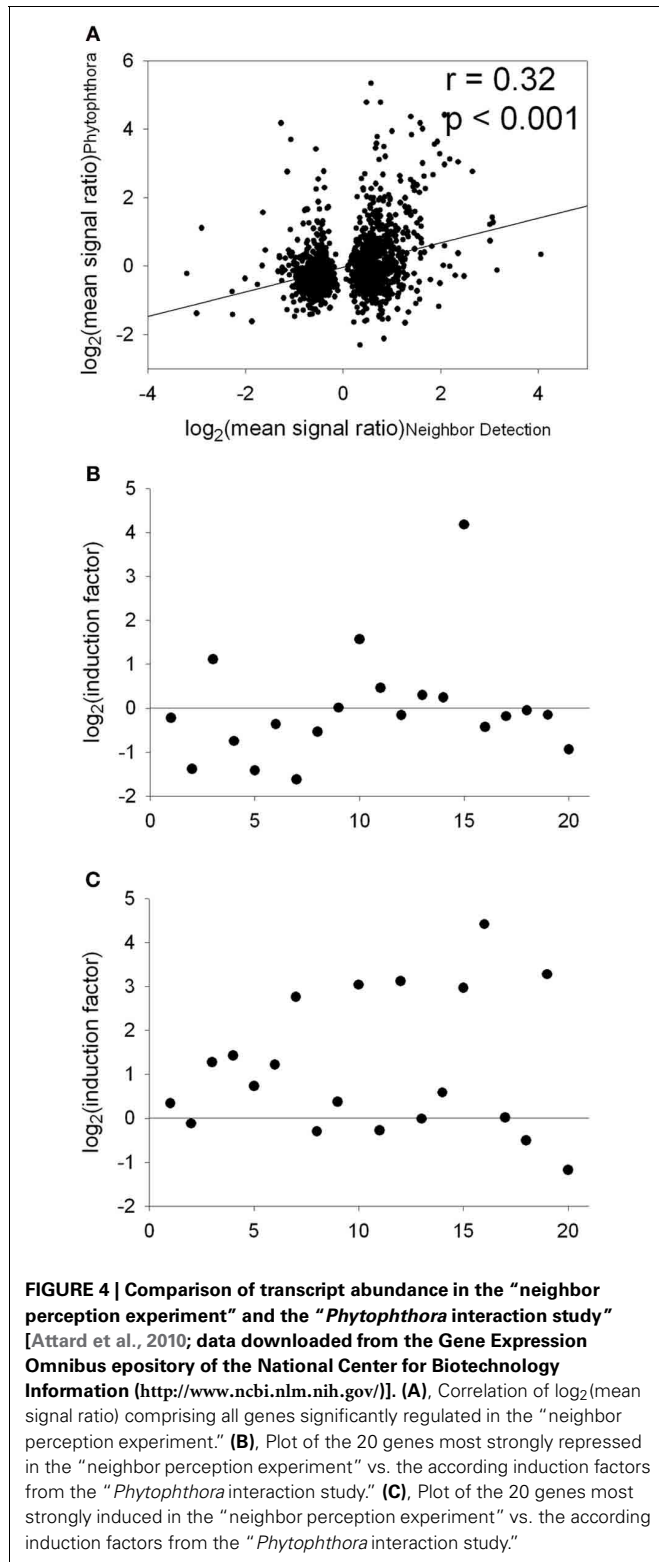 A
6
4
2
0
-2
log2(mean signal ratio)Phytophthora
r = 0.32
p < 0.001
-4 -2 0 2 4
log2(mean signal ratio)Neighbor Detection
B
5
4
3
2
1
0
-1
-2
log2(induction factor)
0 5 10 15 20
C
5
4
3
2
1
0
-1
-2
log2(induction factor)
0 5 10 15 20
FIGURE 4 | Comparison of transcript abundance in the “neighbor
perception experiment” and the “Phytophthora interaction study”
[Attard et al., 2010; data downloaded from the Gene Expression
Omnibus epository of the National Center for Biotechnology
Information (http://www.ncbi.nlm.nih.gov/)]. (A), Correlation of log2(mean
signal ratio) comprising all genes significantly regulated in the “neighbor
perception experiment.” (B), Plot of the 20 genes most strongly repressed
in the “neighbor perception experiment” vs. the according induction factors
from the “Phytophthora interaction study.” (C), Plot of the 20 genes most
strongly induced in the “neighbor perception experiment” vs. the according
induction factors from the “Phytophthora interaction study.”